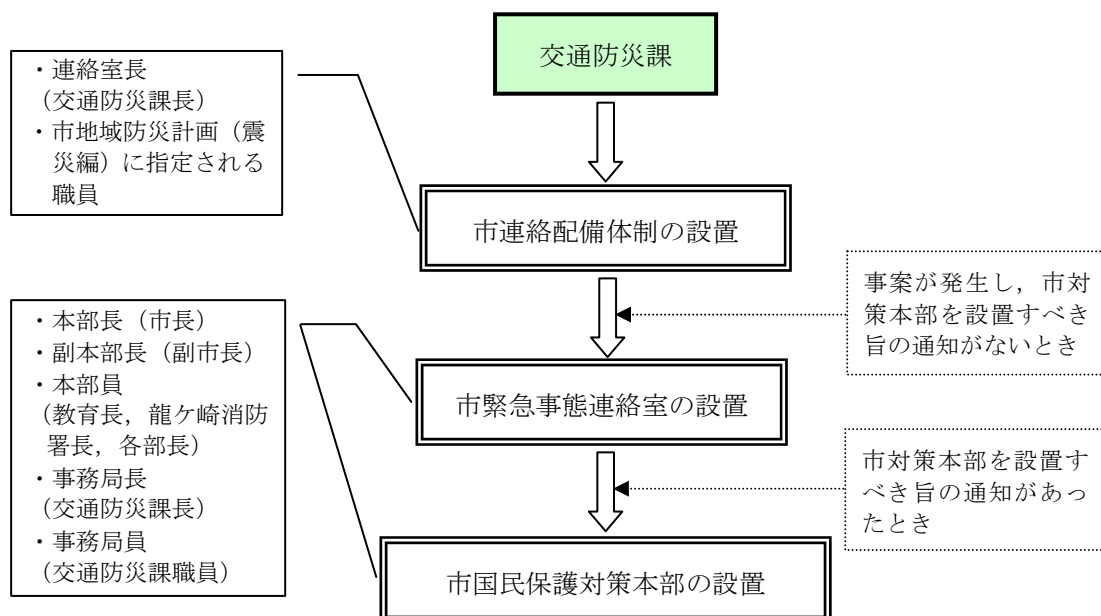 交通防災課
・連絡室長
（交通防災課長）
・市地域防災計画（震
災編）に指定される
職員
市連絡配備体制の設置
事案が発生し，市対
策本部を設置すべき
旨の通知がないとき
・本部長（市長）
・副本部長（副市長）
・本部員
（教育長，龍ケ崎消防
署長，各部長）
・事務局長
（交通防災課長）
・事務局員
（交通防災課職員）
市緊急事態連絡室の設置
市対策本部を設置す
べき旨の通知があっ
たとき
市国民保護対策本部の設置